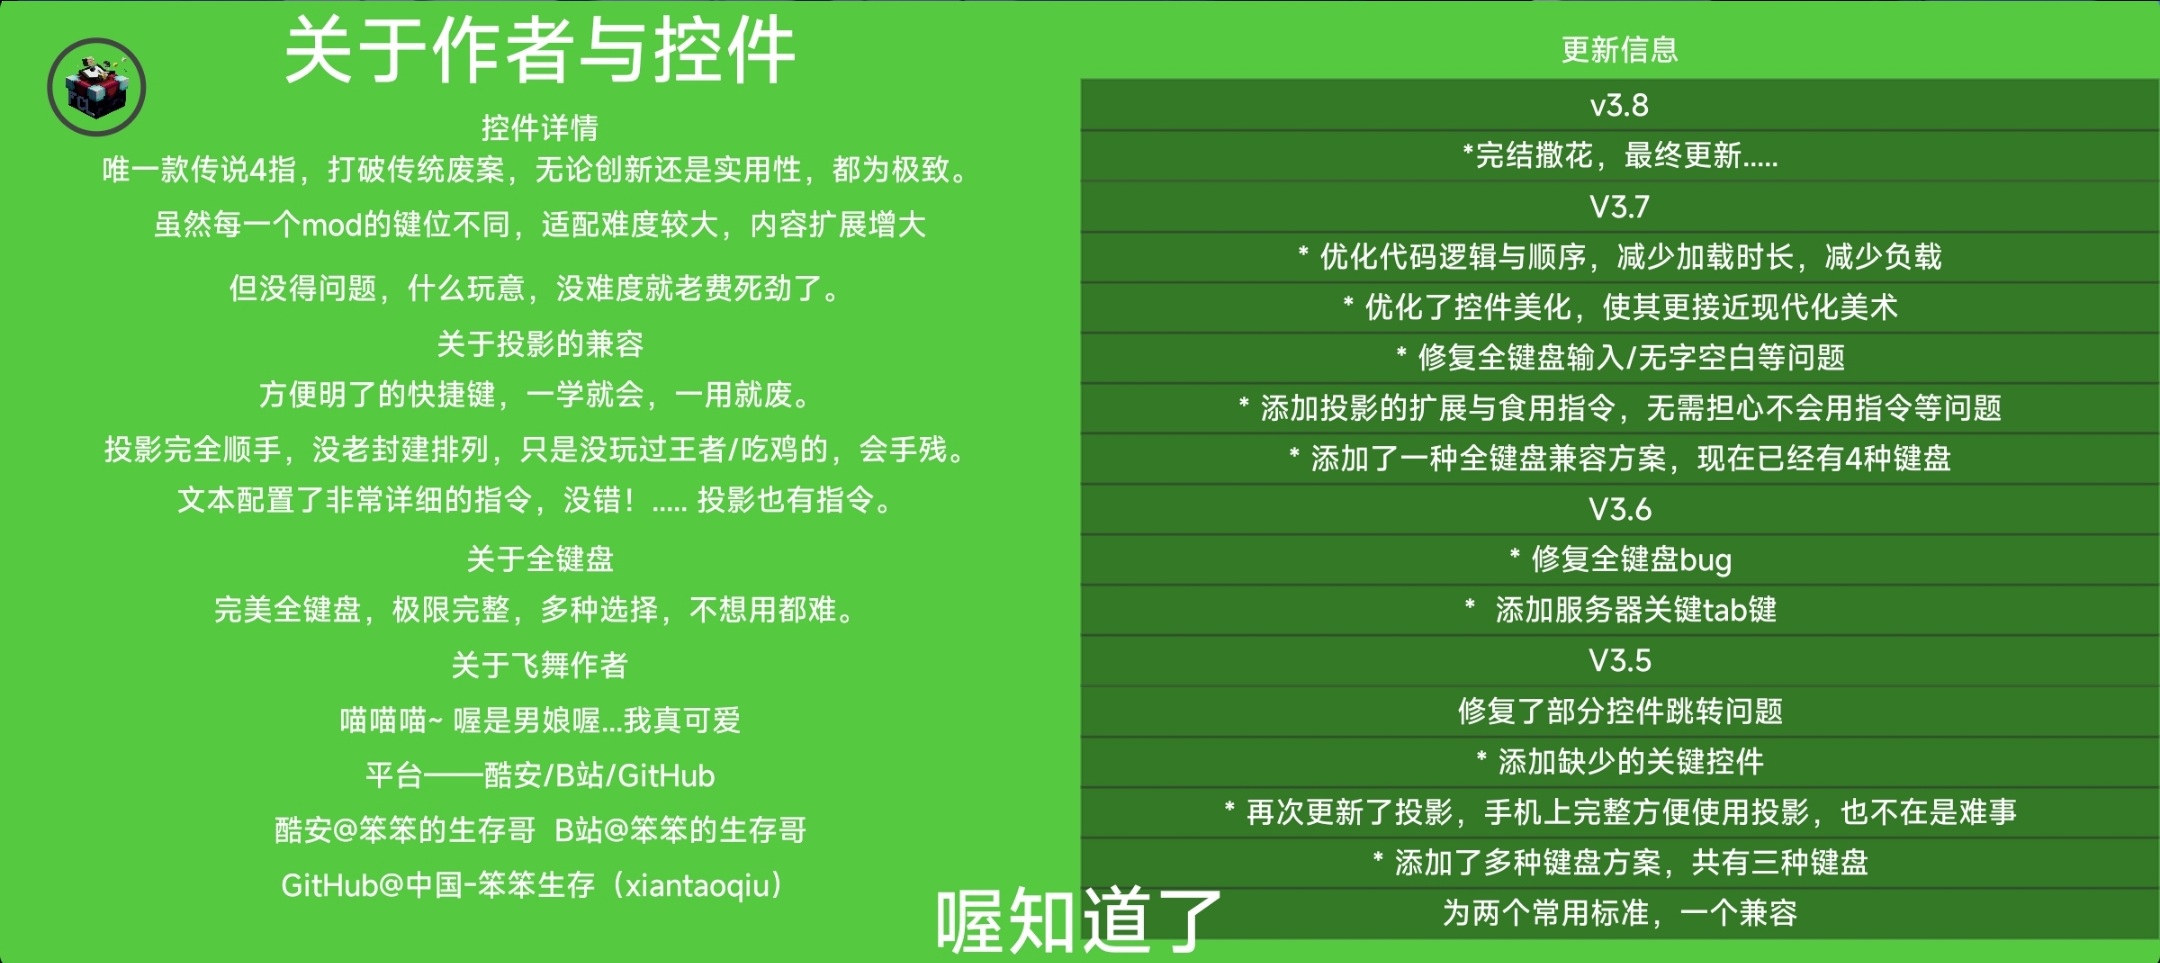 关于作者与控件
控件详情
唯一款传说4指，打破传统废案，无论创新还是实用性，都为极致。
虽然每一个mod的键位不同，适配难度较大，内容扩展增大
但没得问题，什么玩意，没难度就老费死劲了。
关于投影的兼容
方便明了的快捷键，一学就会，一用就废。
投影完全顺手，没老封建排列，只是没玩过王者/吃鸡的，会手残。
文本配置了非常详细的指令，没错！..... 投影也有指令。
关于全键盘
完美全键盘，极限完整，多种选择，不想用都难。
关于飞舞作者
喵喵喵~ 喔是男娘喔...我真可爱
平台——酷安/B站/GitHub
酷安@笨笨的生存哥  B站@笨笨的生存哥
GitHub@中国-笨笨生存（xiantaoqiu）
更新信息
v3.8
*完结撒花，最终更新.....
V3.7
* 优化代码逻辑与顺序，减少加载时长，减少负载
* 优化了控件美化，使其更接近现代化美术
* 修复全键盘输入/无字空白等问题
* 添加投影的扩展与食用指令，无需担心不会用指令等问题
* 添加了一种全键盘兼容方案，现在已经有4种键盘
V3.6
* 修复全键盘bug
*  添加服务器关键tab键
V3.5
修复了部分控件跳转问题
* 添加缺少的关键控件
* 再次更新了投影，手机上完整方便使用投影，也不在是难事
* 添加了多种键盘方案，共有三种键盘
为两个常用标准，一个兼容
喔知道了